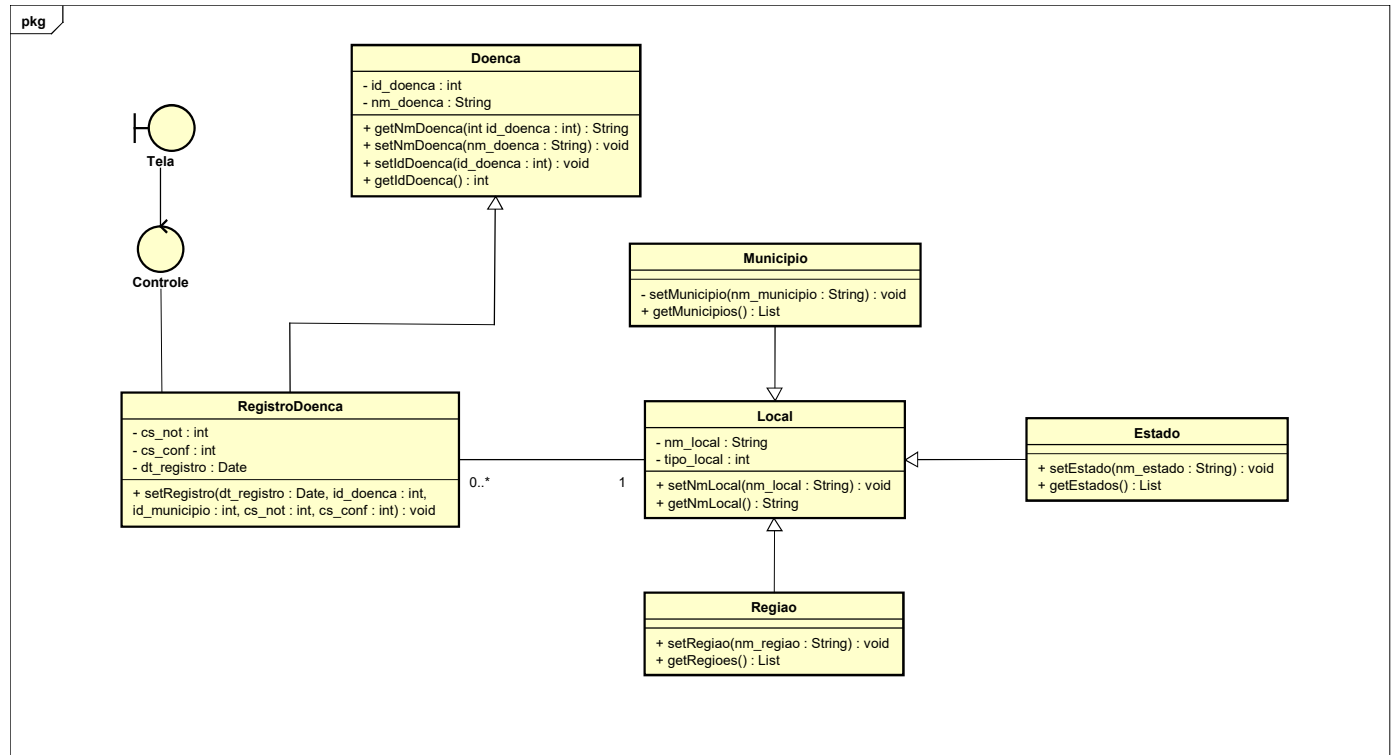 pkg
Doenca
- id_doenca : int
- nm_doenca : String
+ getNmDoenca(int id_doenca : int) : String
+ setNmDoenca(nm_doenca : String) : void
+ setIdDoenca(id_doenca : int) : void
+ getIdDoenca() : int
Tela
Controle
Municipio
- setMunicipio(nm_municipio : String) : void
+ getMunicipios() : List
RegistroDoenca
- cs_not : int
- cs_conf : int
- dt_registro : Date
+ setRegistro(dt_registro : Date, id_doenca : int,
id_municipio : int, cs_not : int, cs_conf : int) : void
0..*
1
Local
- nm_local : String
- tipo_local : int
+ setNmLocal(nm_local : String) : void
+ getNmLocal() : String
Estado
+ setEstado(nm_estado : String) : void
+ getEstados() : List
Regiao
+ setRegiao(nm_regiao : String) : void
+ getRegioes() : List